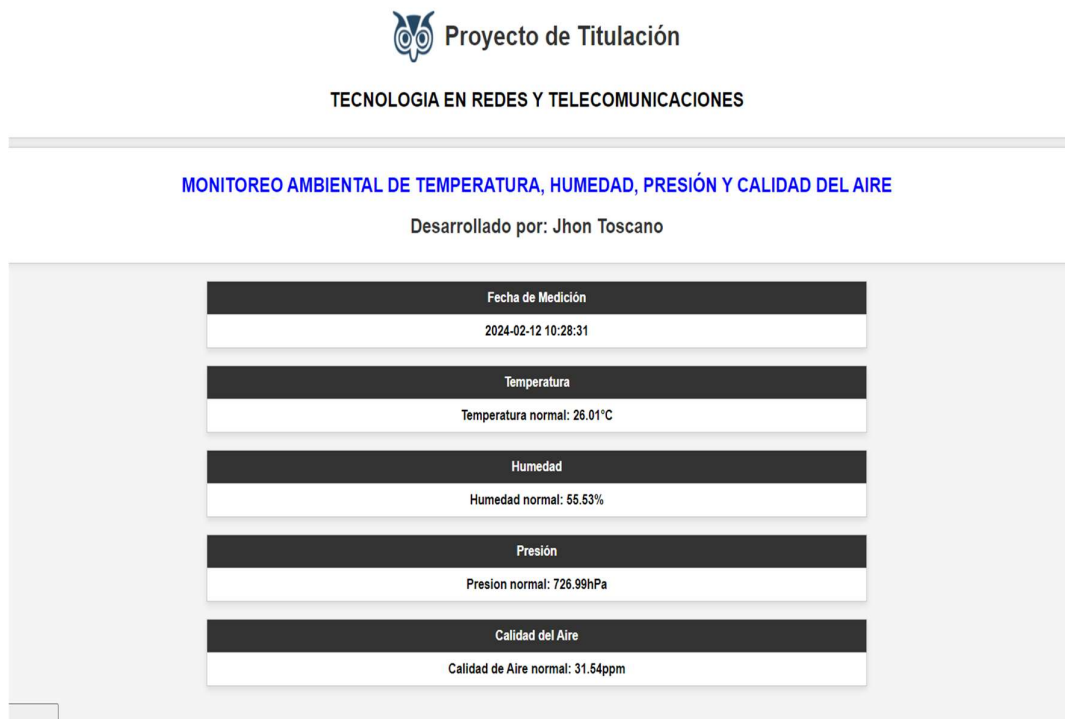 Proyecto de Titulación
TECNOLOGIA EN REDES Y TELECOMUNICACIONES
MONITOREO AMBIENTAL DE TEMPERATURA, HUMEDAD, PRESIÓN Y CALIDAD DEL AIRE
Desarrollado por: Jhon Toscano
Fecha de Medición
2024-02-12 10:28:31
Temperatura
Temperatura normal: 26.01°C
Humedad
Humedad normal: 55.53%
Presión
Presion normal: 726.99hPa
Calidad del Aire
Calidad de Aire normal: 31.54ppm